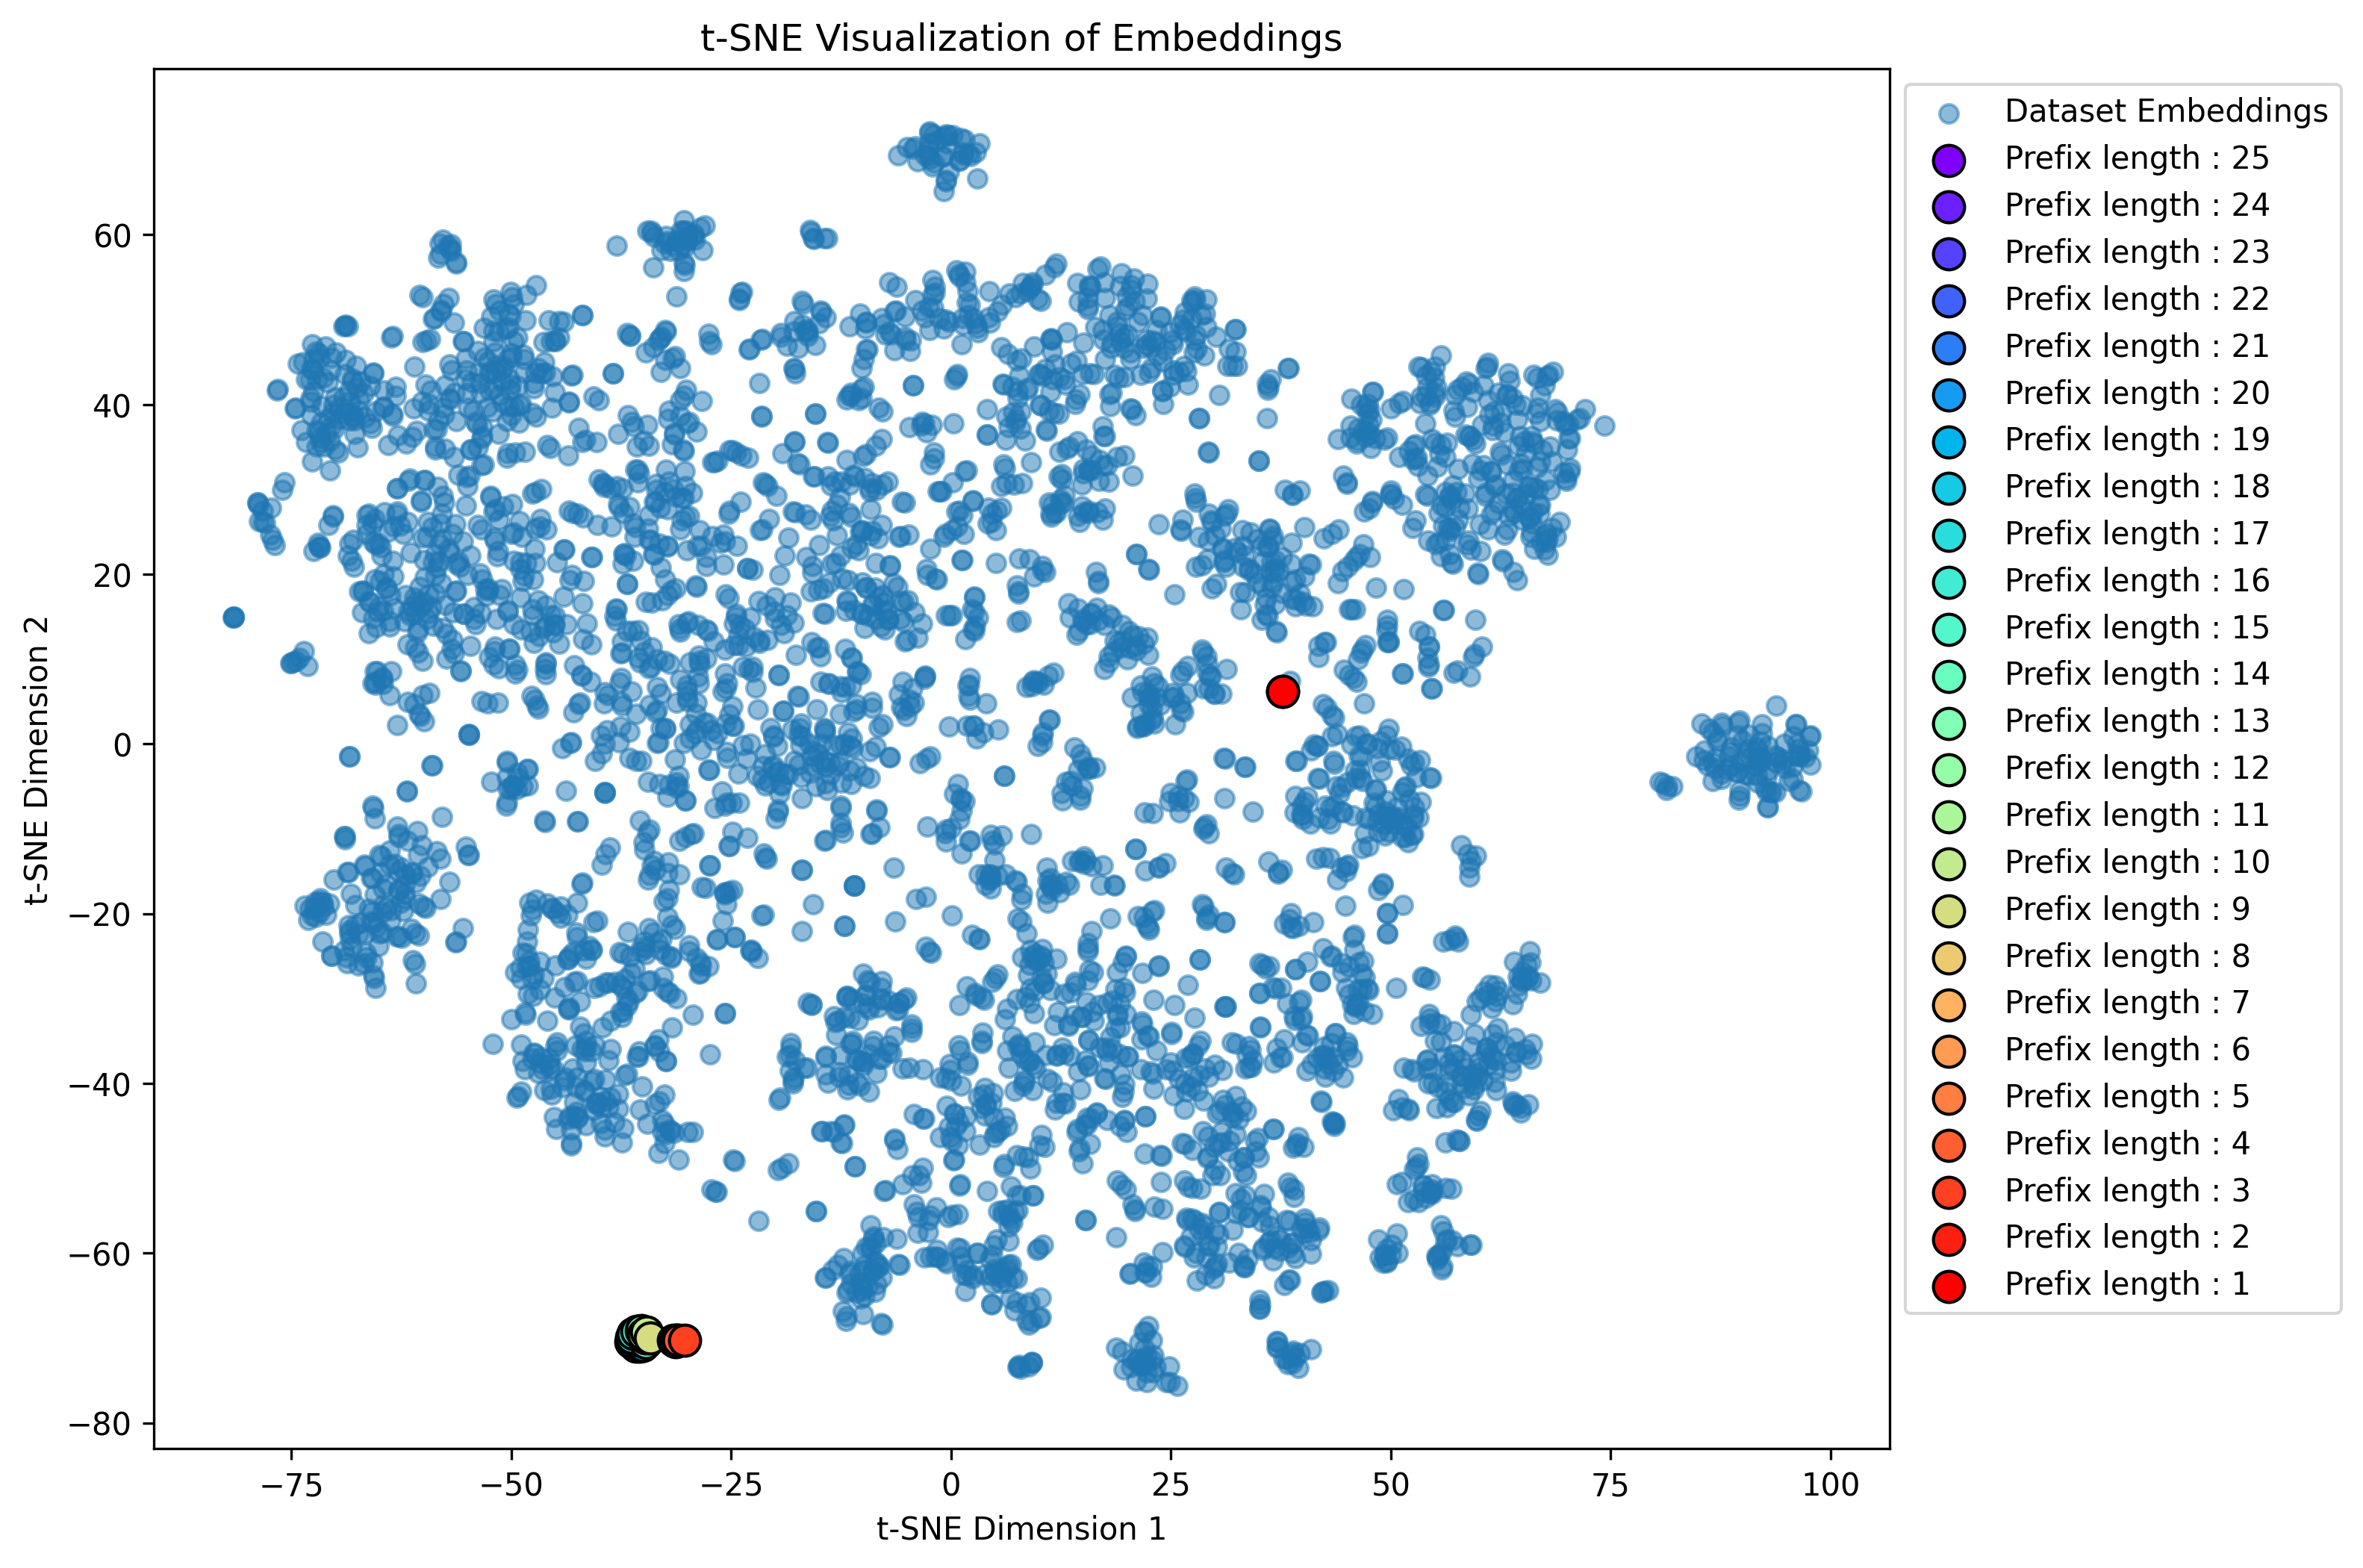 t-SNE Visualization of Embeddings
60
40
20
0
−20
−40
−60
−80
t-SNE Dimension 2
−75
−50
−25
0
25
50
75
100
t-SNE Dimension 1
Dataset Embeddings
Prefix length : 25
Prefix length : 24
Prefix length : 23
Prefix length : 22
Prefix length : 21
Prefix length : 20
Prefix length : 19
Prefix length : 18
Prefix length : 17
Prefix length : 16
Prefix length : 15
Prefix length : 14
Prefix length : 13
Prefix length : 12
Prefix length : 11
Prefix length : 10
Prefix length : 9
Prefix length : 8
Prefix length : 7
Prefix length : 6
Prefix length : 5
Prefix length : 4
Prefix length : 3
Prefix length : 2
Prefix length : 1